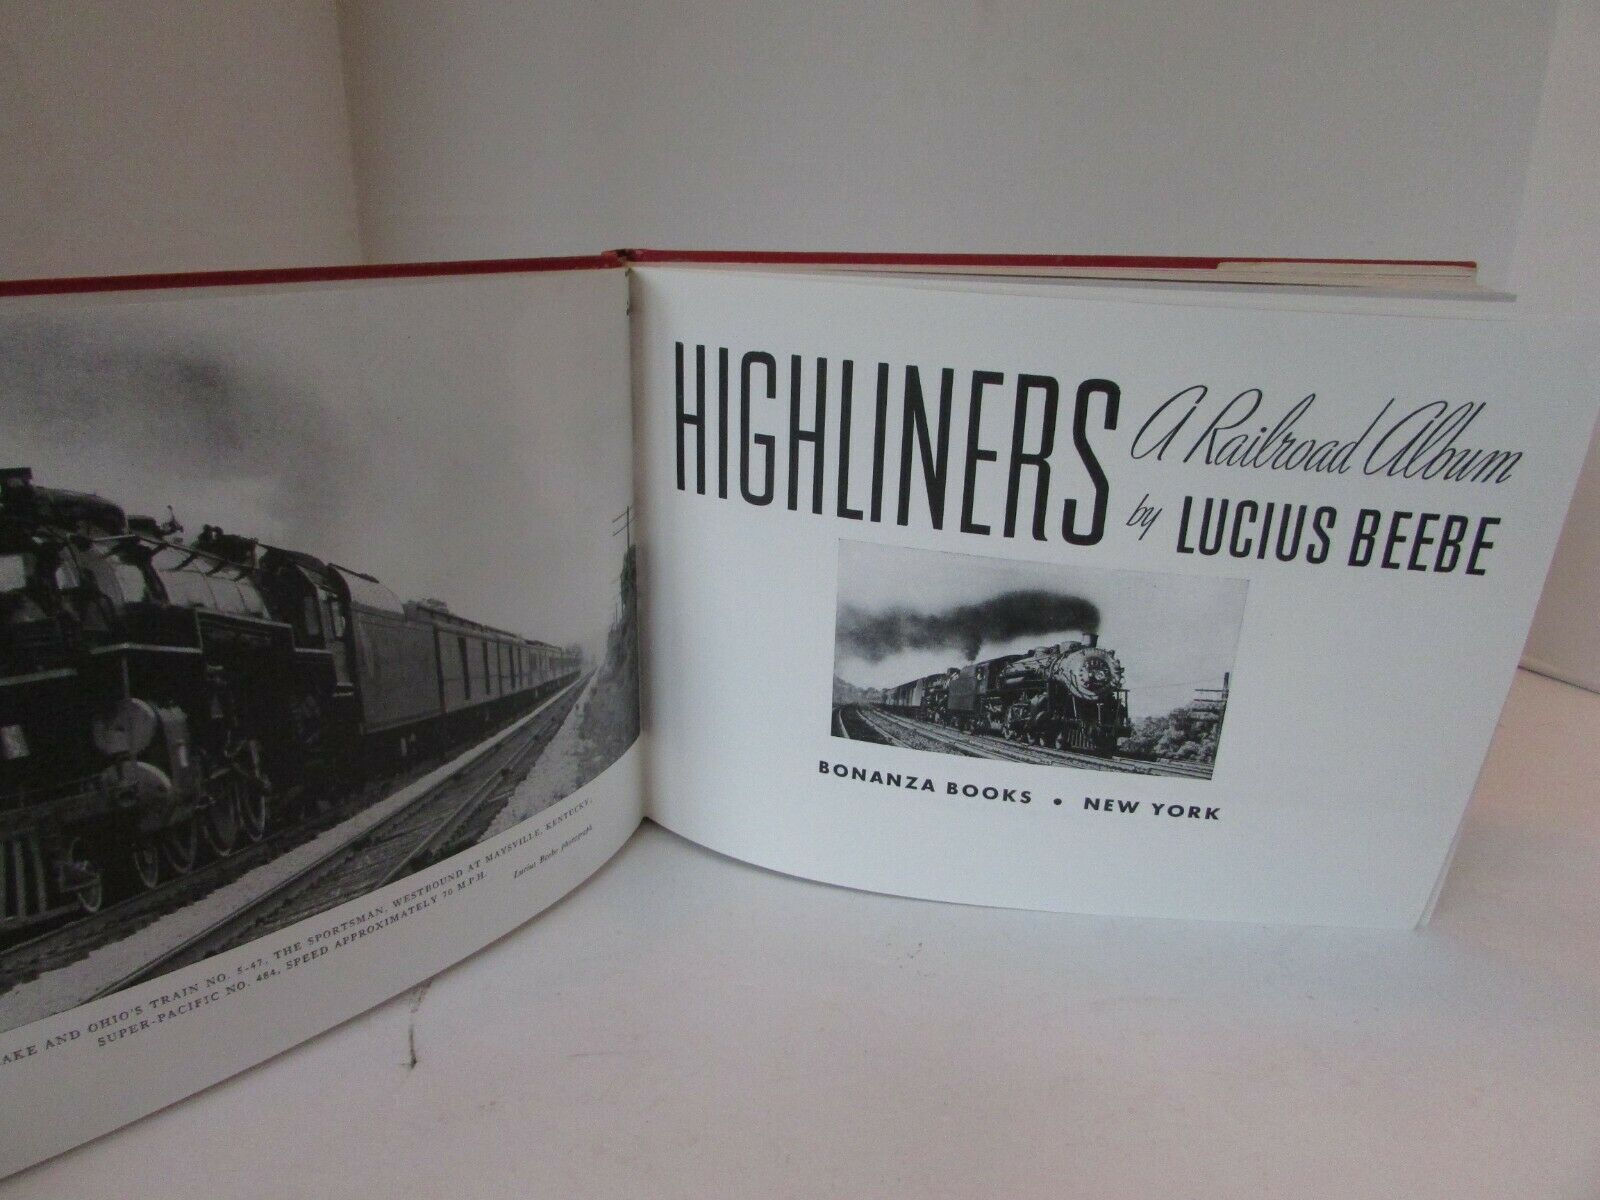 AKE AND OHIO'S TRAIN NO. 5-47, THE SPORTSMAN, WESTBOUND AT MAYSVILLE, KENTUCKY,
SUPER-PACIFIC NO. 464, SPEED APPROXIMATELY 70 M.P.H.
Lucius Beebe photograph
HIGHLINERS
A Railroad Album
by LUCIUS BEEBE
BONANZA BOOKS • NEW YORK